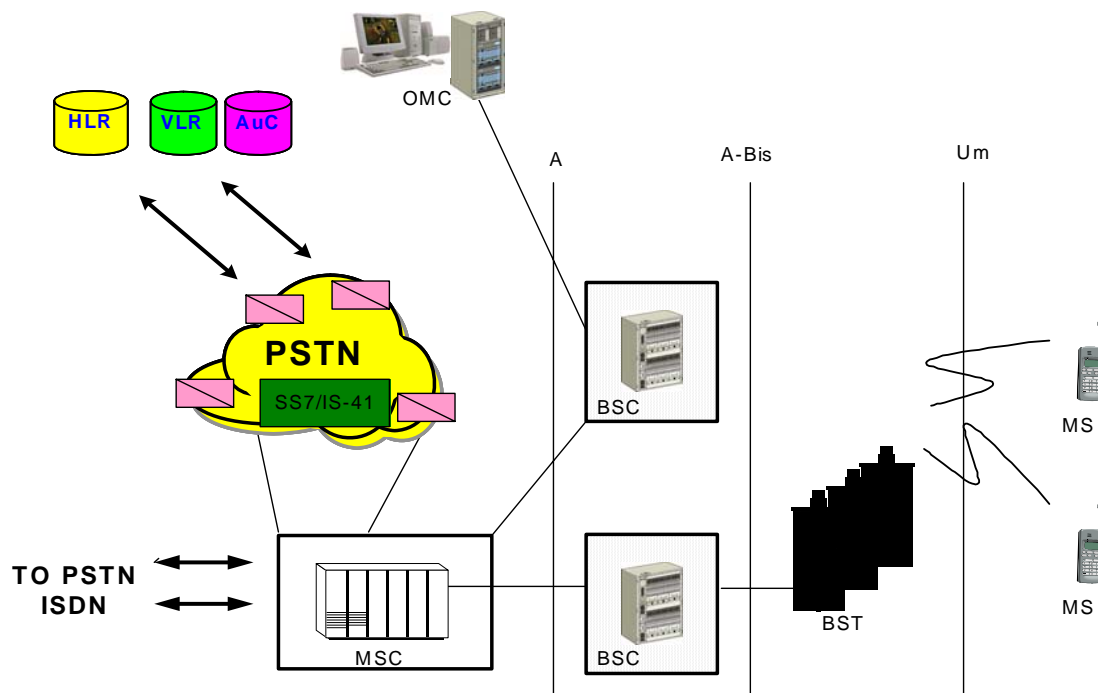 OMC
HLR
VLR
AuC
A
A-Bis
Um
PSTN
SS7/IS-41
BSC
MS
TO PSTN
ISDN
MSC
BSC
BST
MS